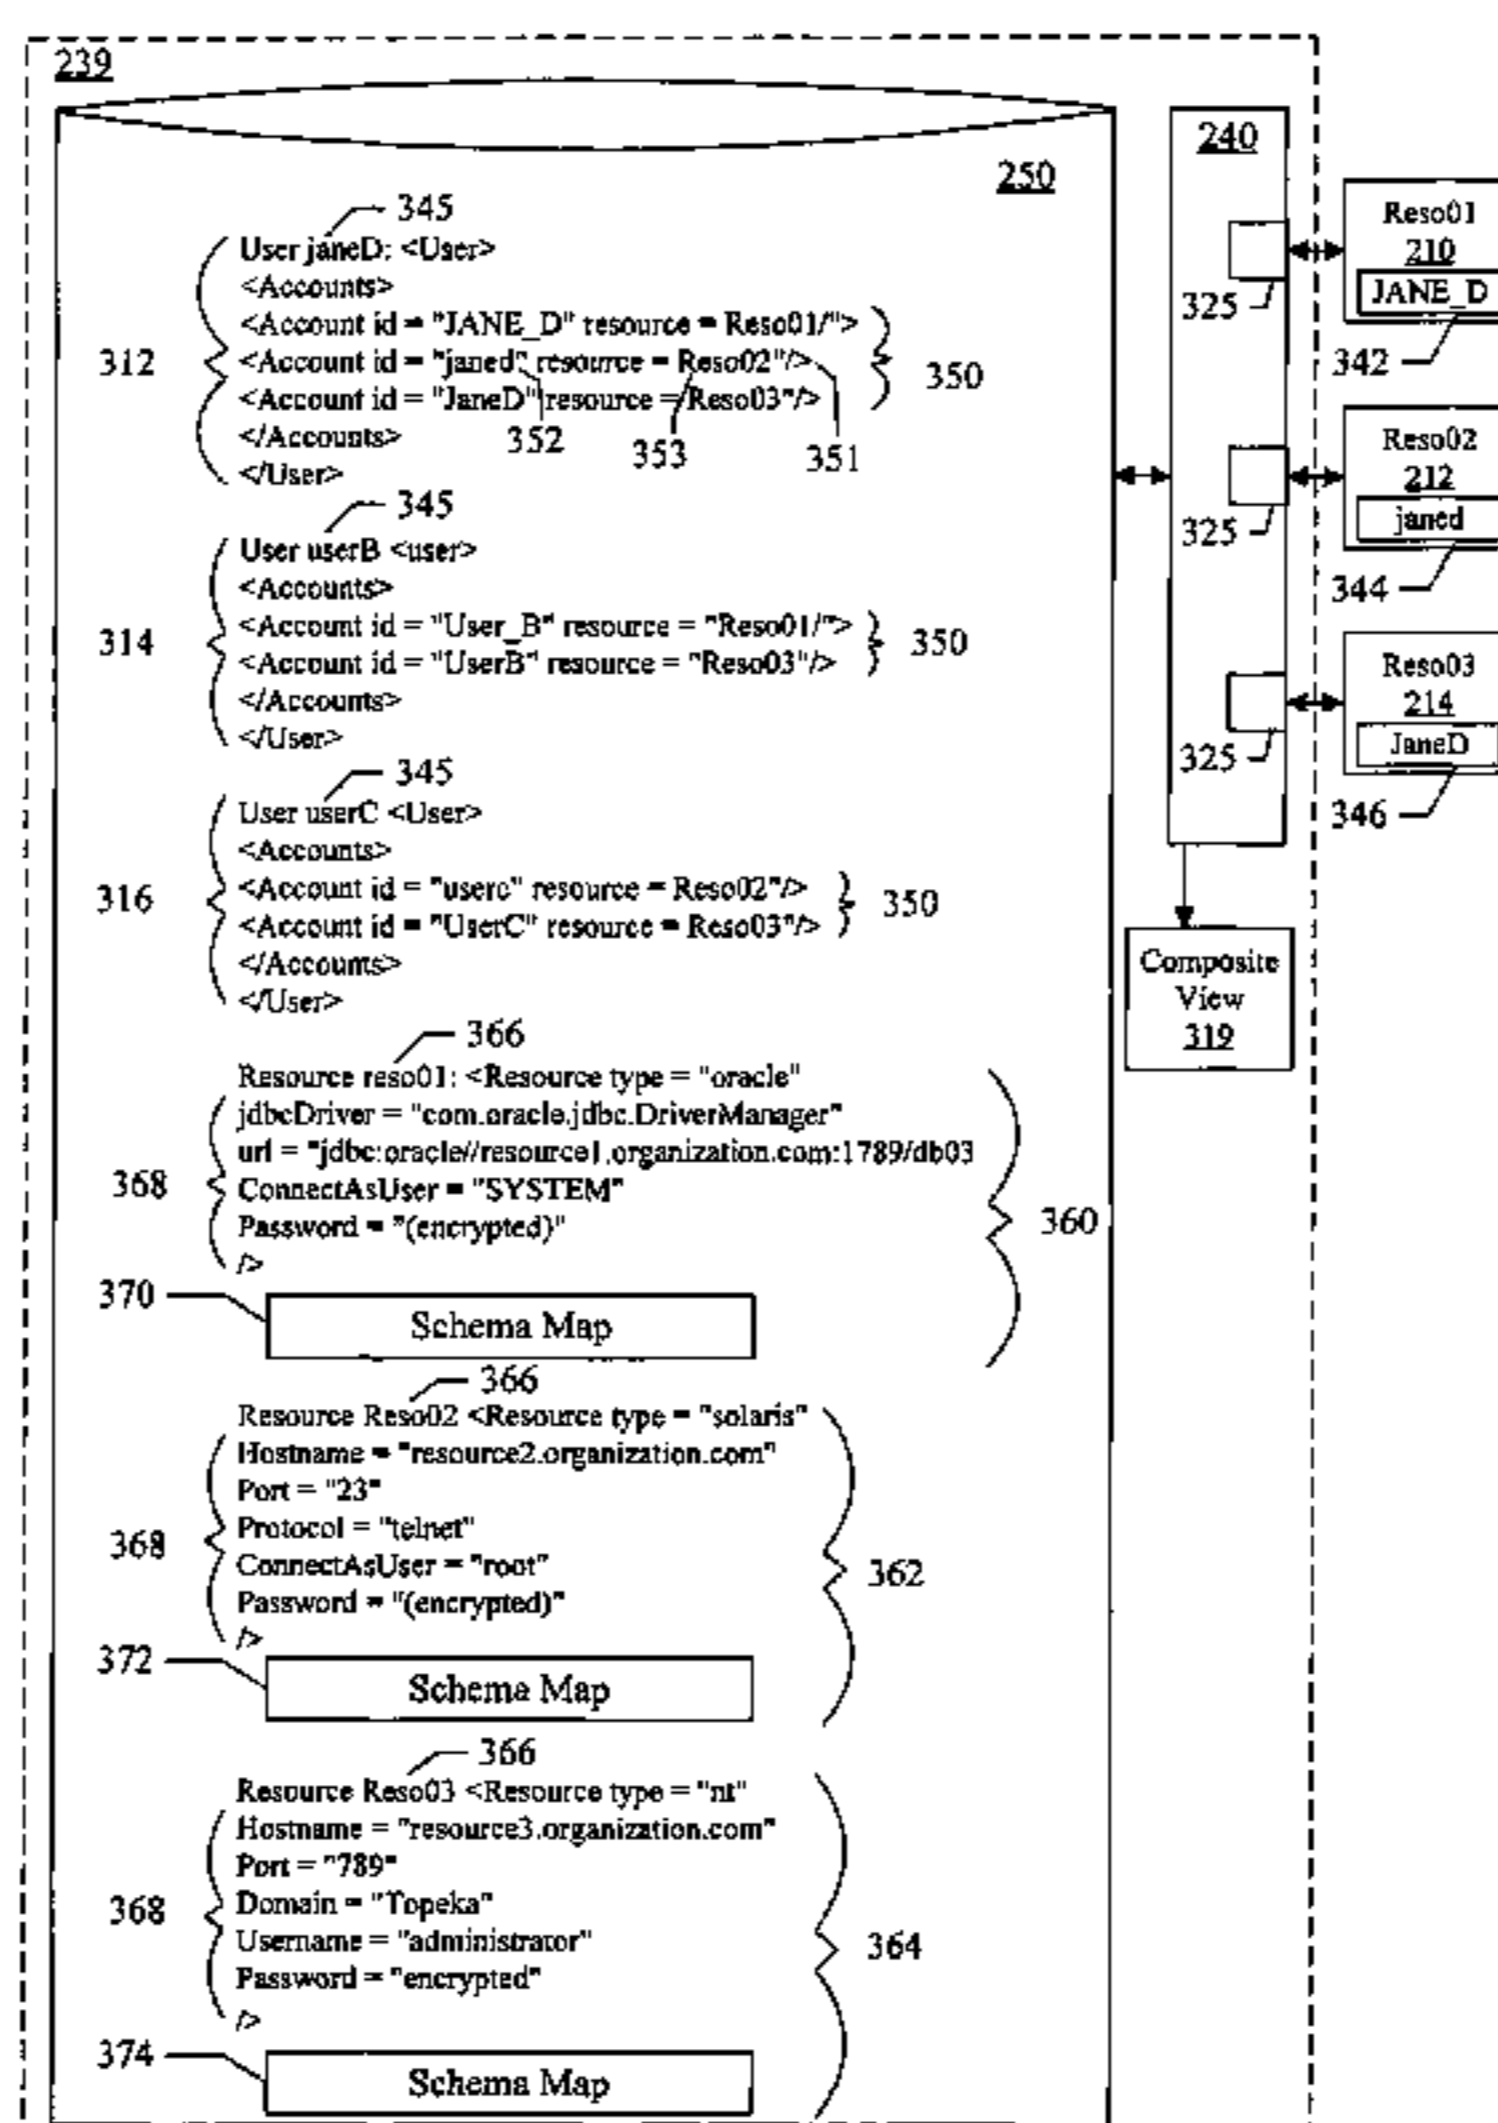 239
250
240
345
User janeD: <User>
<Accounts>
<Account id = "JANE_D" resource = Reso01/">
312 <Account id = "janed" resource = Reso02"/> 350
<Account id = "JaneD" resource = Reso03"/>
</Accounts> 352 353 351
</User>
345
User userB <user>
<Accounts>
<Account id = "User_B" resource = "Reso01/">
314 <Account id = "UserB" resource = "Reso03"/> 350
</Accounts>
</User>
345
User userC <User>
<Accounts>
316 <Account id = "userc" resource = Reso02"/> 350
<Account id = "UserC" resource = Reso03"/>
</Accounts>
</User>
366
Resource reso01: <Resource type = "oracle"
jdbcDriver = "com.oracle.jdbc.DriverManager"
url = "jdbc:oracle//resource1.organization.com:1789/db03
368 ConnectAsUser = "SYSTEM" 360
Password = "(encrypted)"
/>
370 Schema Map
366
Resource Reso02 <Resource type = "solaris"
Hostname = "resource2.organization.com"
Port = "23"
368 Protocol = "telnet"
ConnectAsUser = "root" 362
Password = "(encrypted)"
/>
372 Schema Map
366
Resource Reso03 <Resource type = "nt"
Hostname = "resource3.organization.com"
Port = "789"
368 Domain = "Topeka"
Username = "administrator" 364
Password = "encrypted"
/>
374 Schema Map
325
325
325
Reso01
210
JANE_D
342
Reso02
212
janed
344
Reso03
214
JaneD
346
Composite
View
319